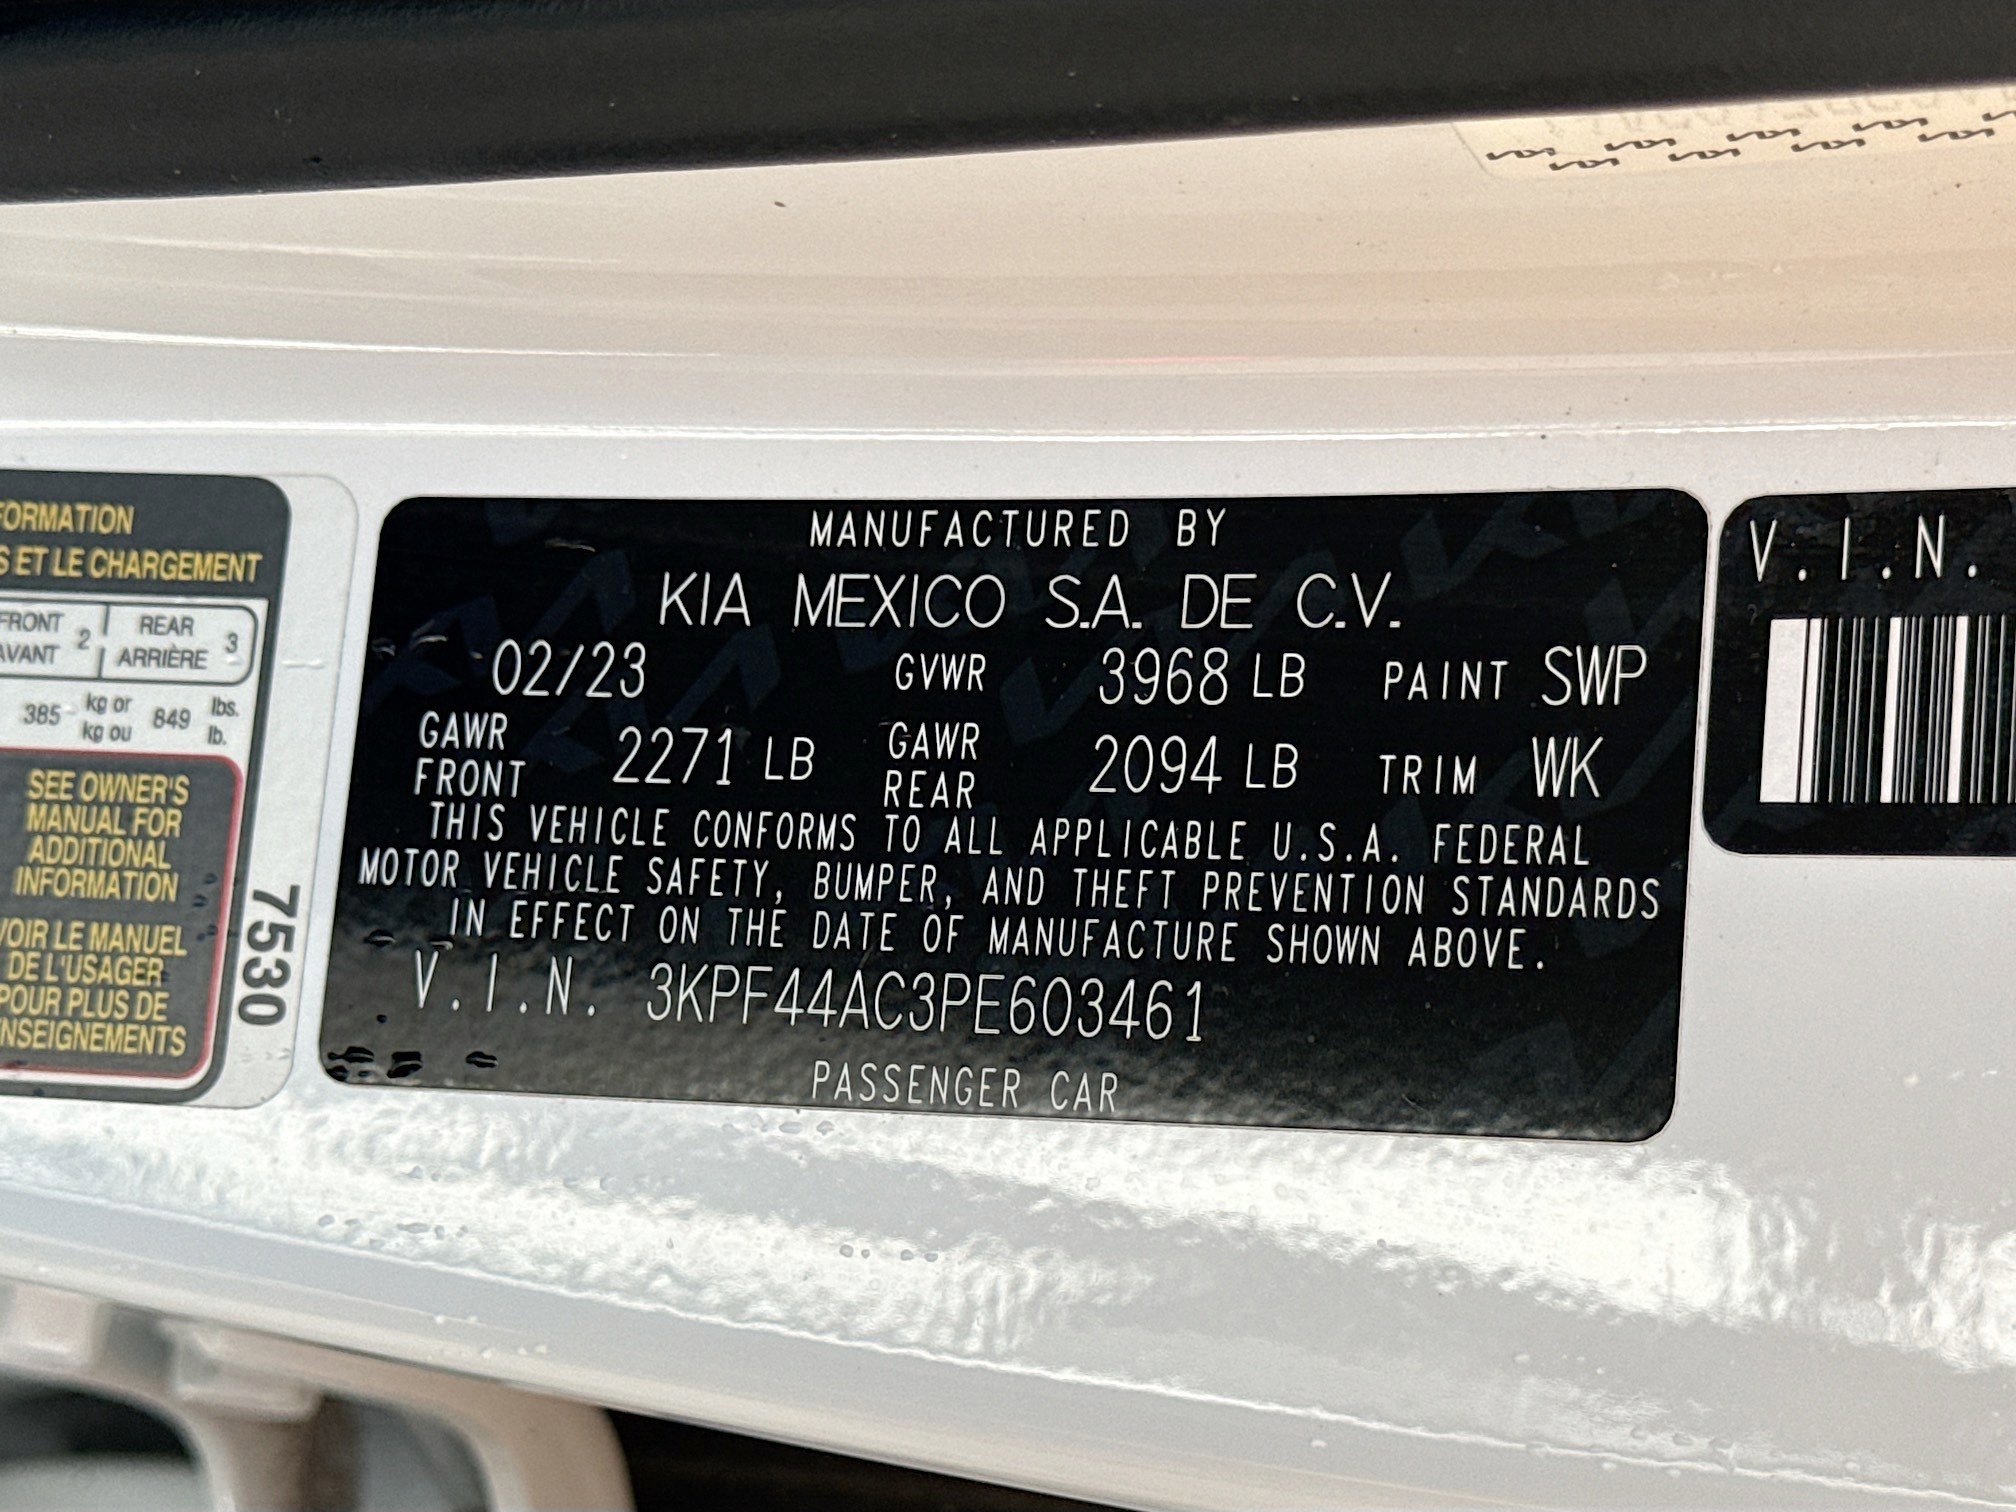 FORMATION
S ET LE CHARGEMENT
FRONT
AVANT 2
REAR
ARRIÈRE 3
385 kg or
kg ou 849 lbs.
lb.
SEE OWNER'S
MANUAL FOR
ADDITIONAL
INFORMATION
VOIR LE MANUEL
DE L'USAGER
POUR PLUS DE
NSEIGNEMENTS
7530
MANUFACTURED BY
KIA MEXICO S.A. DE C.V.
02/23 GVWR 3968 LB PAINT SWP
GAWR
FRONT 2271 LB GAWR
REAR 2094 LB TRIM WK
THIS VEHICLE CONFORMS TO ALL APPLICABLE U.S.A. FEDERAL
MOTOR VEHICLE SAFETY, BUMPER, AND THEFT PREVENTION STANDARDS
IN EFFECT ON THE DATE OF MANUFACTURE SHOWN ABOVE.
V.I.N. 3KPF44AC3PE603461
PASSENGER CAR
V.I.N.